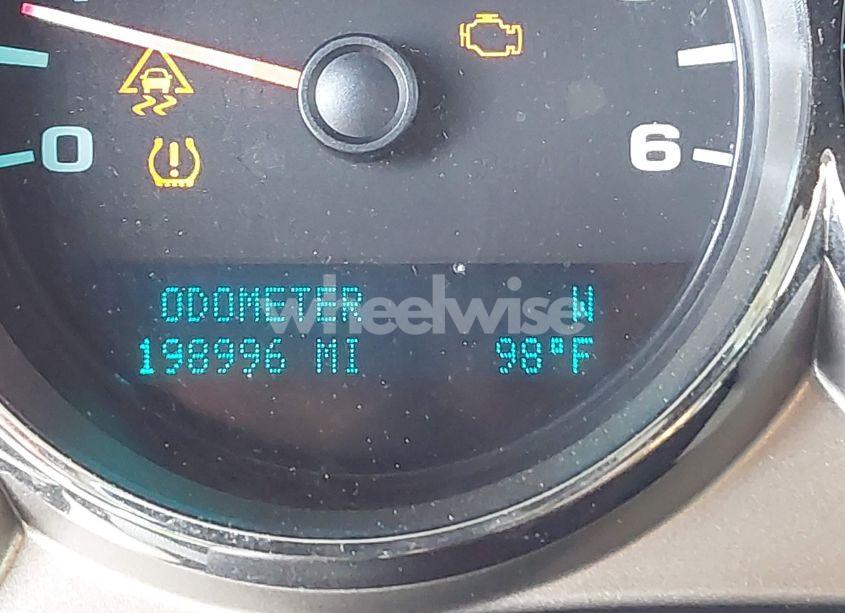 0 6
wheelwise
ODOMETER W
198996 MI 98°F